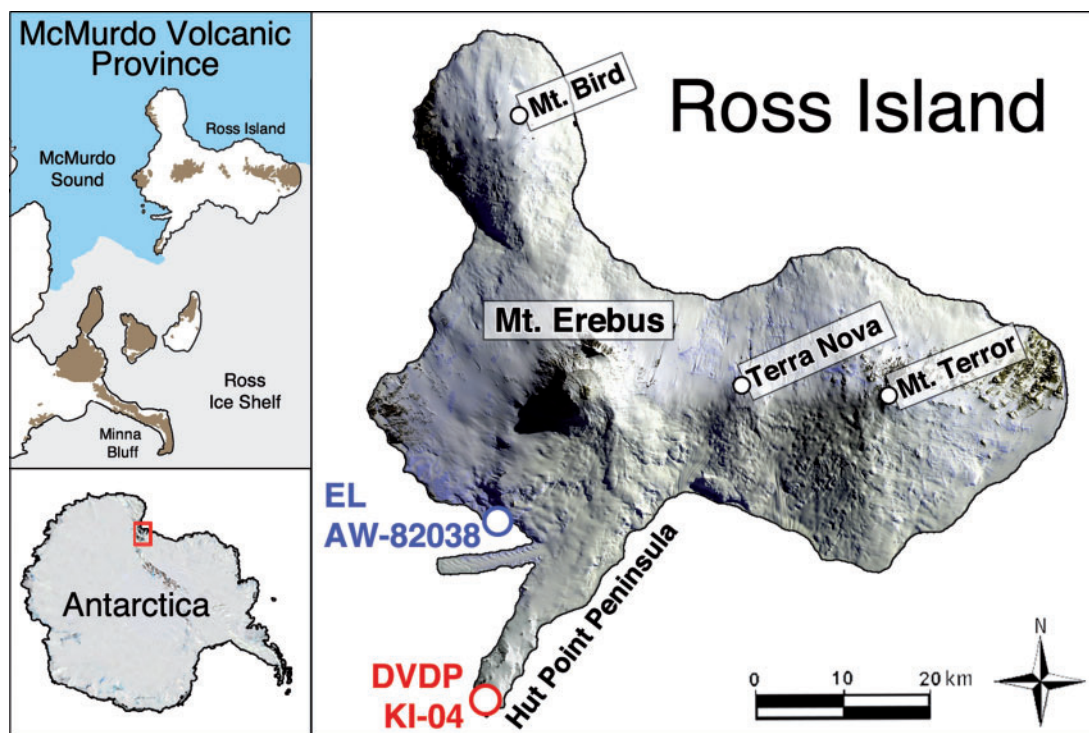 McMurdo Volcanic
Province
Ross Island
McMurdo
Sound
Ross
Ice Shelf
Minna
Bluff
Antarctica
Ross Island
Mt. Bird
Mt. Erebus
Terra Nova
Mt. Terror
EL
AW-82038
Hut Point Peninsula
DVDP
KI-04
N
0 10 20 km